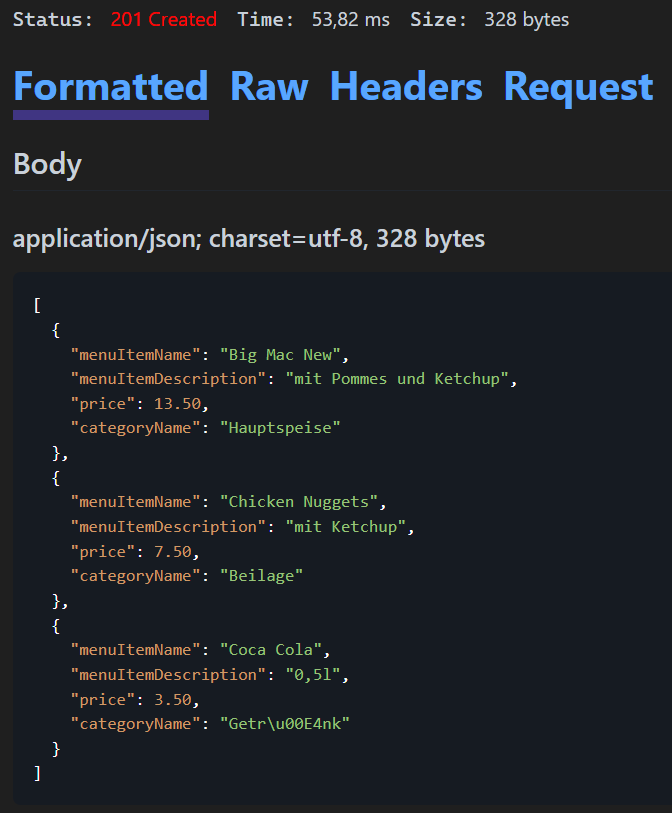 Status: 201 Created Time: 53,82 ms Size: 328 bytes
Formatted Raw Headers Request
Body
application/json; charset=utf-8, 328 bytes
[
  {
    "menuItemName": "Big Mac New",
    "menuItemDescription": "mit Pommes und Ketchup",
    "price": 13.50,
    "categoryName": "Hauptspeise"
  },
  {
    "menuItemName": "Chicken Nuggets",
    "menuItemDescription": "mit Ketchup",
    "price": 7.50,
    "categoryName": "Beilage"
  },
  {
    "menuItemName": "Coca Cola",
    "menuItemDescription": "0,5l",
    "price": 3.50,
    "categoryName": "Getr\u00E4nk"
  }
]